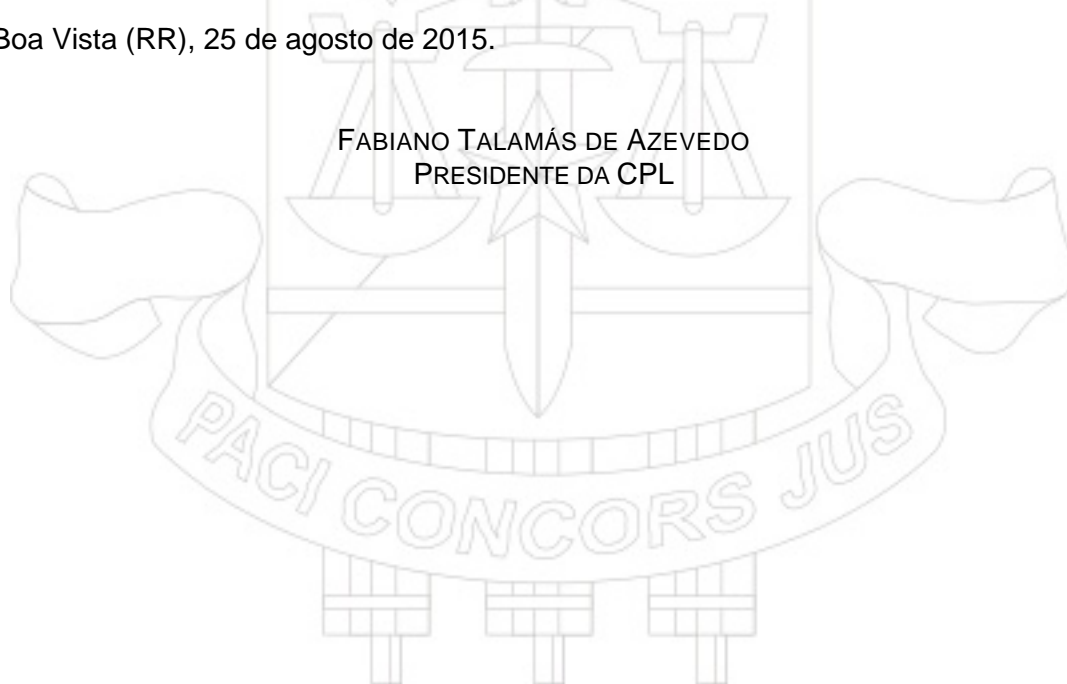 Boa Vista (RR), 25 de agosto de 2015.
FABIANO TALAMÁS DE AZEVEDO
PRESIDENTE DA CPL
PACI CONCORS JUS